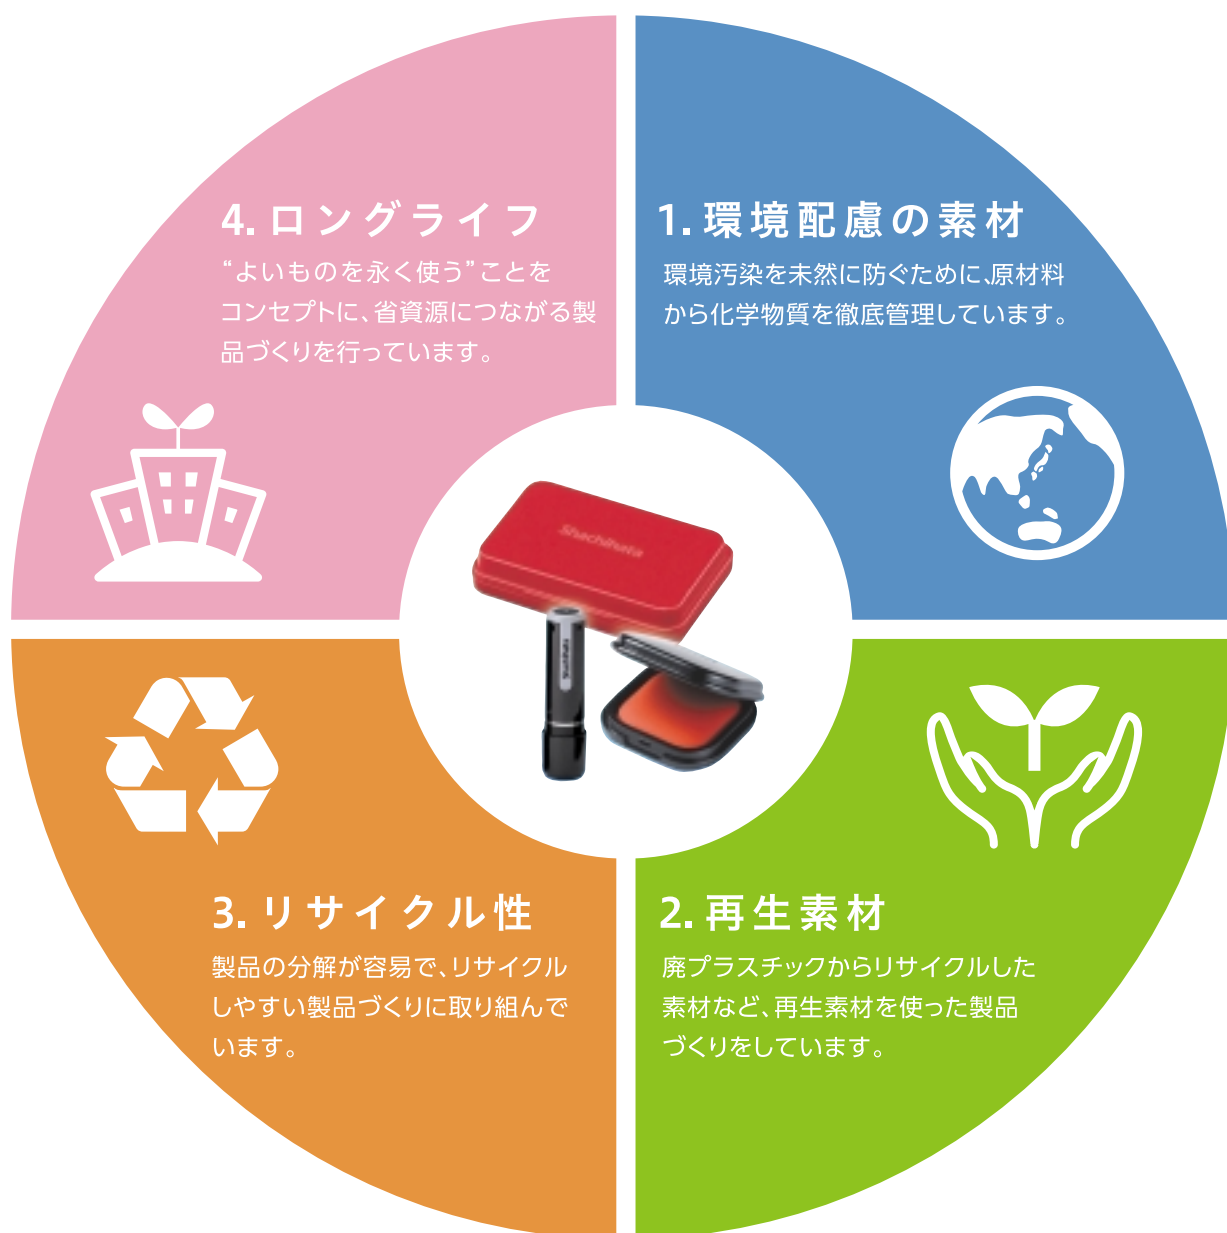 4. ロングライフ
“よいものを永く使う”ことを
コンセプトに、省資源につながる製
品づくりを行っています。
1. 環境配慮の素材
環境汚染を未然に防ぐために、原材料
から化学物質を徹底管理しています。
Shachihata
3. リサイクル性
製品の分解が容易で、リサイクル
しやすい製品づくりに取り組んで
います。
2. 再生素材
廃プラスチックからリサイクルした
素材など、再生素材を使った製品
づくりをしています。